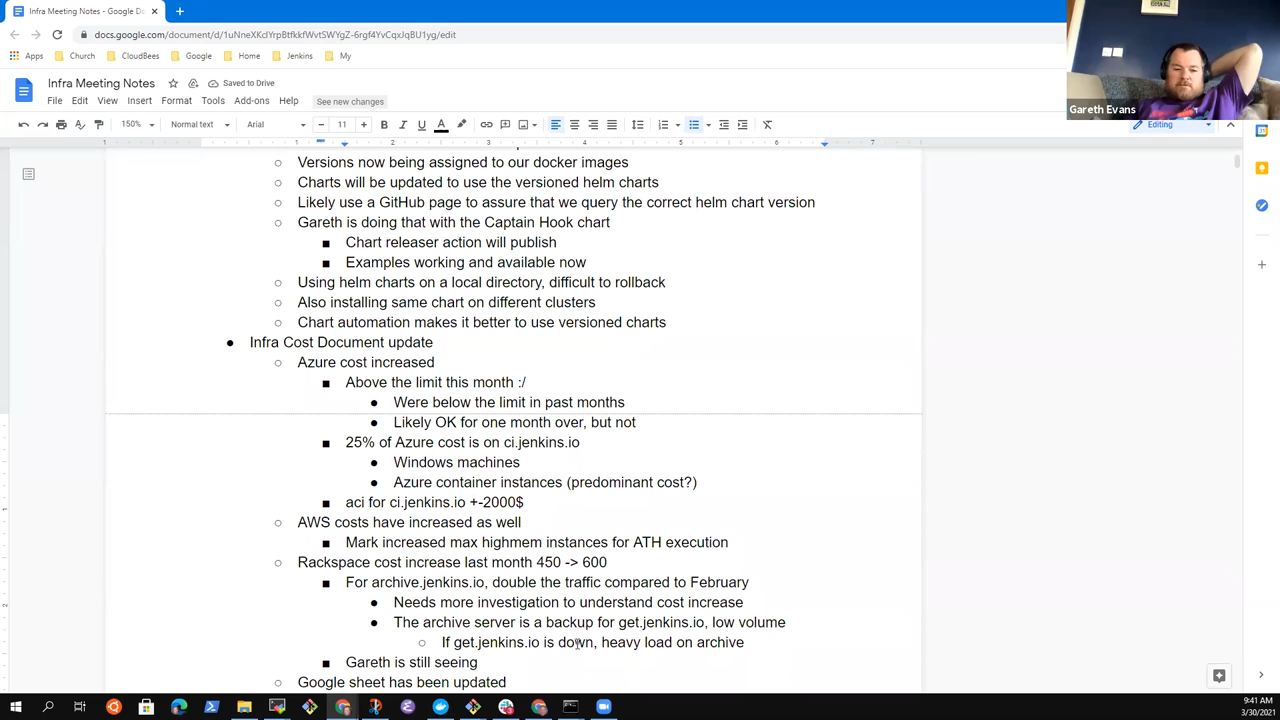 Infra Meeting Notes - Google Do
docs.google.com/document/d/1uNneXKclYrpBtfkkfWvtSWYgZ-6rgf4YvCqxJqBU1yg/edit
Apps Church CloudBees Google Home Jenkins My
Infra Meeting Notes Saved to Drive
File Edit View Insert Format Tools Add-ons Help See new changes
Gareth Evans
150% Normal text Arial 11 Editing
1 1 2 3 4 5 6 7
Versions now being assigned to our docker images
Charts will be updated to use the versioned helm charts
Likely use a GitHub page to assure that we query the correct helm chart version
Gareth is doing that with the Captain Hook chart
Chart releaser action will publish
Examples working and available now
Using helm charts on a local directory, difficult to rollback
Also installing same chart on different clusters
Chart automation makes it better to use versioned charts
Infra Cost Document update
Azure cost increased
Above the limit this month :/
Were below the limit in past months
Likely OK for one month over, but not
25% of Azure cost is on ci.jenkins.io
Windows machines
Azure container instances (predominant cost?)
aci for ci.jenkins.io +-2000$
AWS costs have increased as well
Mark increased max highmem instances for ATH execution
Rackspace cost increase last month 450 -> 600
For archive.jenkins.io, double the traffic compared to February
Needs more investigation to understand cost increase
The archive server is a backup for get.jenkins.io, low volume
If get.jenkins.io is down, heavy load on archive
Gareth is still seeing
Google sheet has been updated
9:41 AM
3/30/2021